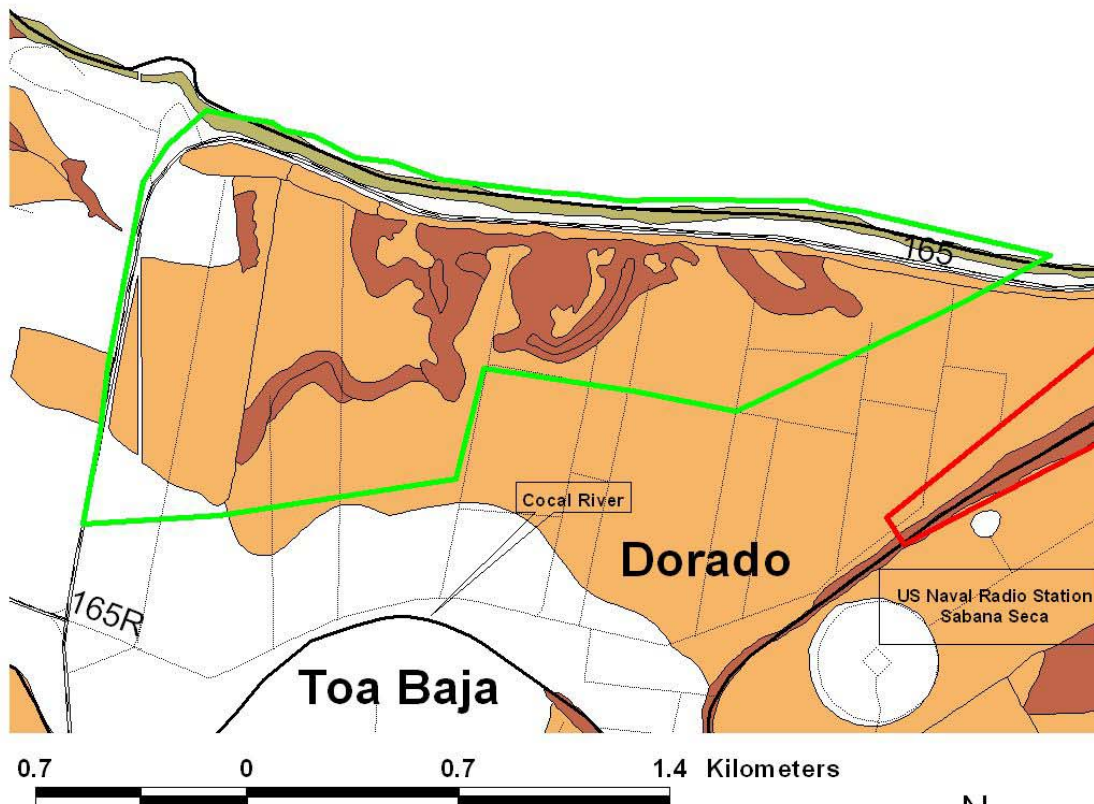 165
Cocal River
Dorado
US Naval Radio Station
Sabana Seca
165R
Toa Baja
0.7 0 0.7 1.4 Kilometers
N